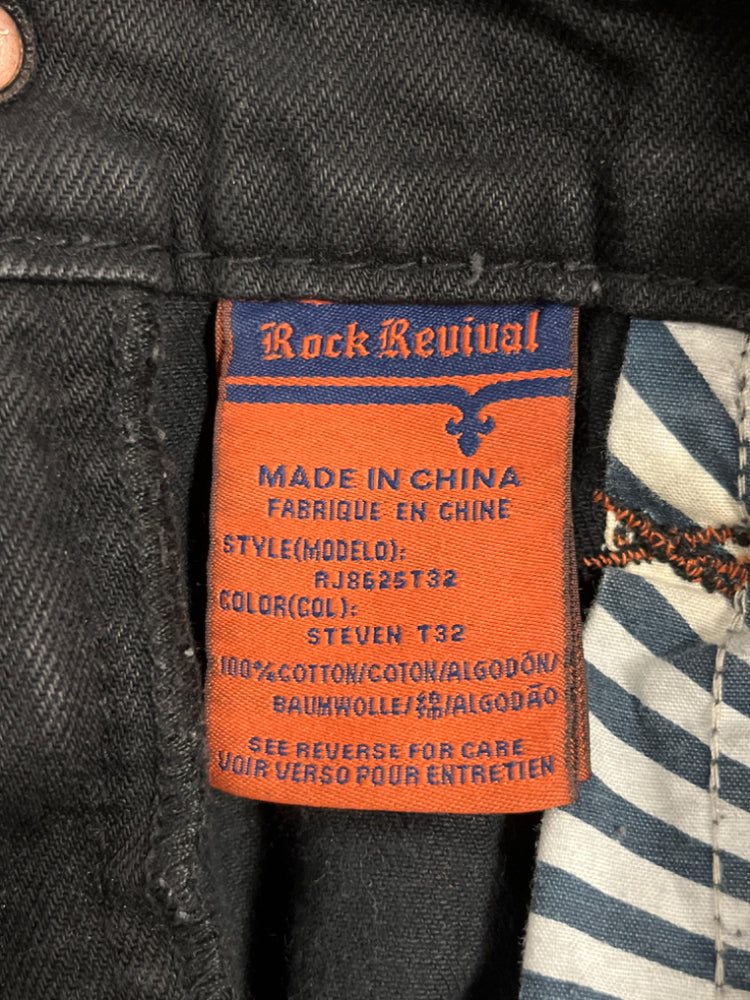 Rock Revival
MADE IN CHINA
FABRIQUE EN CHINE
STYLE(MODELO):
RJ8625T32
COLOR(COL):
STEVEN T32
100%COTTON/COTON/ALGODÓN/
BAUMWOLLE/綿/ALGODÃO
SEE REVERSE FOR CARE
VOIR VERSO POUR ENTRETIEN